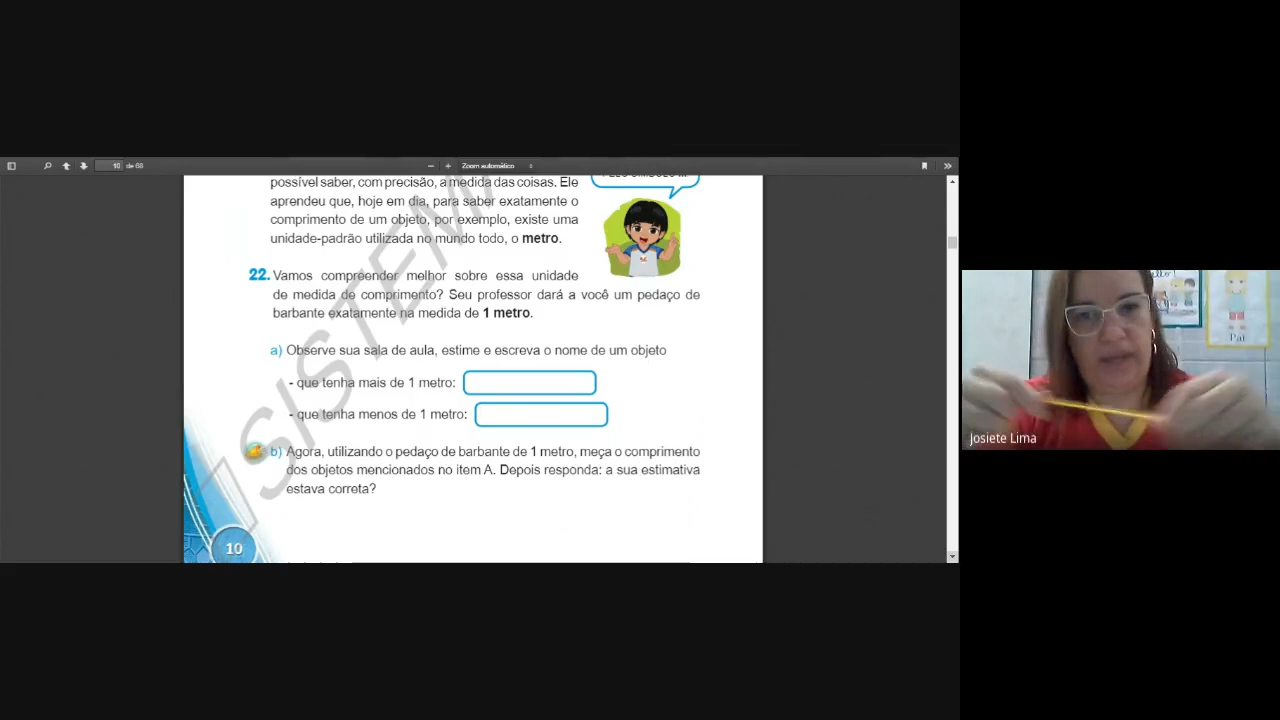 10 de 68
Zoom automático
possível saber, com precisão, a medida das coisas. Ele
aprendeu que, hoje em dia, para saber exatamente o
comprimento de um objeto, por exemplo, existe uma
unidade-padrão utilizada no mundo todo, o metro.
22. Vamos compreender melhor sobre essa unidade
de medida de comprimento? Seu professor dará a você um pedaço de
barbante exatamente na medida de 1 metro.
a) Observe sua sala de aula, estime e escreva o nome de um objeto
- que tenha mais de 1 metro:
- que tenha menos de 1 metro:
b) Agora, utilizando o pedaço de barbante de 1 metro, meça o comprimento
dos objetos mencionados no item A. Depois responda: a sua estimativa
estava correta?
10
SISTEM
Pai
Josiete Lima